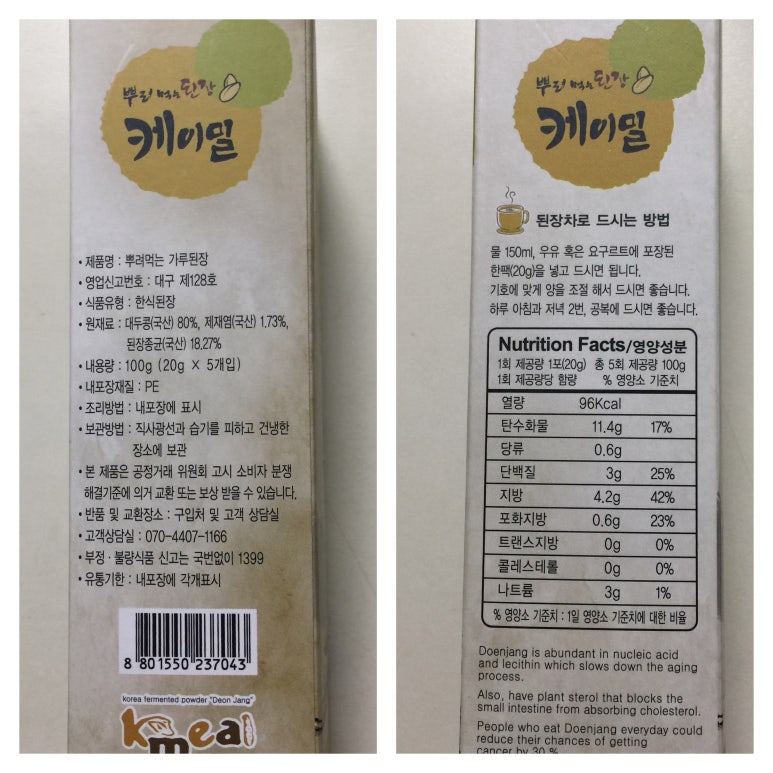 뿌려먹는된장
케이밀
• 제품명 : 뿌려먹는 가루된장
• 영업신고번호 : 대구 제128호
• 식품유형 : 한식된장
• 원재료 : 대두콩(국산) 80%, 제재염(국산) 1.73%,
된장종균(국산) 18.27%
• 내용량 : 100g (20g × 5개입)
• 내포장재질 : PE
• 조리방법 : 내포장에 표시
• 보관방법 : 직사광선과 습기를 피하고 건냉한
장소에 보관
• 본 제품은 공정거래 위원회 고시 소비자 분쟁
해결기준에 의거 교환 또는 보상 받을 수 있습니다.
• 반품 및 교환장소 : 구입처 및 고객 상담실
• 고객상담실 : 070-4407-1166
• 부정 · 불량식품 신고는 국번없이 1399
• 유통기한 : 내포장에 각개표시
8 801550 237043
korea fermented powder "Deon Jang"
kmeal
뿌려먹는된장
케이밀
된장차로 드시는 방법
물 150ml, 우유 혹은 요구르트에 포장된
한팩(20g)을 넣고 드시면 됩니다.
기호에 맞게 양을 조절 해서 드시면 좋습니다.
하루 아침과 저녁 2번, 공복에 드시면 좋습니다.
Nutrition Facts/영양성분
1회 제공량 1포(20g) 총 5회 제공량 100g
1회 제공량당 함량 % 영양소 기준치
열량 96Kcal
탄수화물 11.4g 17%
당류 0.6g
단백질 3g 25%
지방 4.2g 42%
포화지방 0.6g 23%
트랜스지방 0g 0%
콜레스테롤 0g 0%
나트륨 3g 1%
% 영양소 기준치 : 1일 영양소 기준치에 대한 비율
Doenjang is abundant in nucleic acid
and lecithin which slows down the aging
process.
Also, have plant sterol that blocks the
small intestine from absorbing cholesterol.
People who eat Doenjang everyday could
reduce their chances of getting
cancer by 30 %